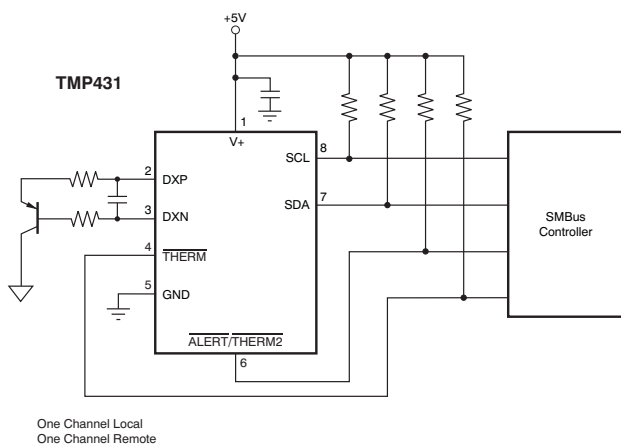 +5V
TMP431
1
V+
8
SCL
2
DXP
7
SDA
3
DXN
SMBus
Controller
4
THERM
5
GND
ALERT/THERM2
6
One Channel Local
One Channel Remote